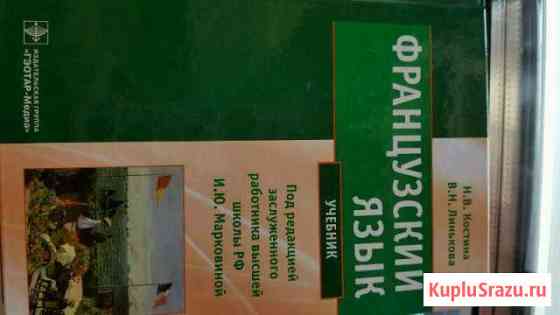 Н.В. Костина
В.Н. Линькова
ФРАНЦУЗСКИЙ
ЯЗЫК
УЧЕБНИК
Под редакцией
заслуженного
работника высшей
школы РФ
И.Ю. Марковиной
ИЗДАТЕЛЬСКАЯ ГРУППА
«ГЭОТАР-Медиа»
KupluSrazu.ru